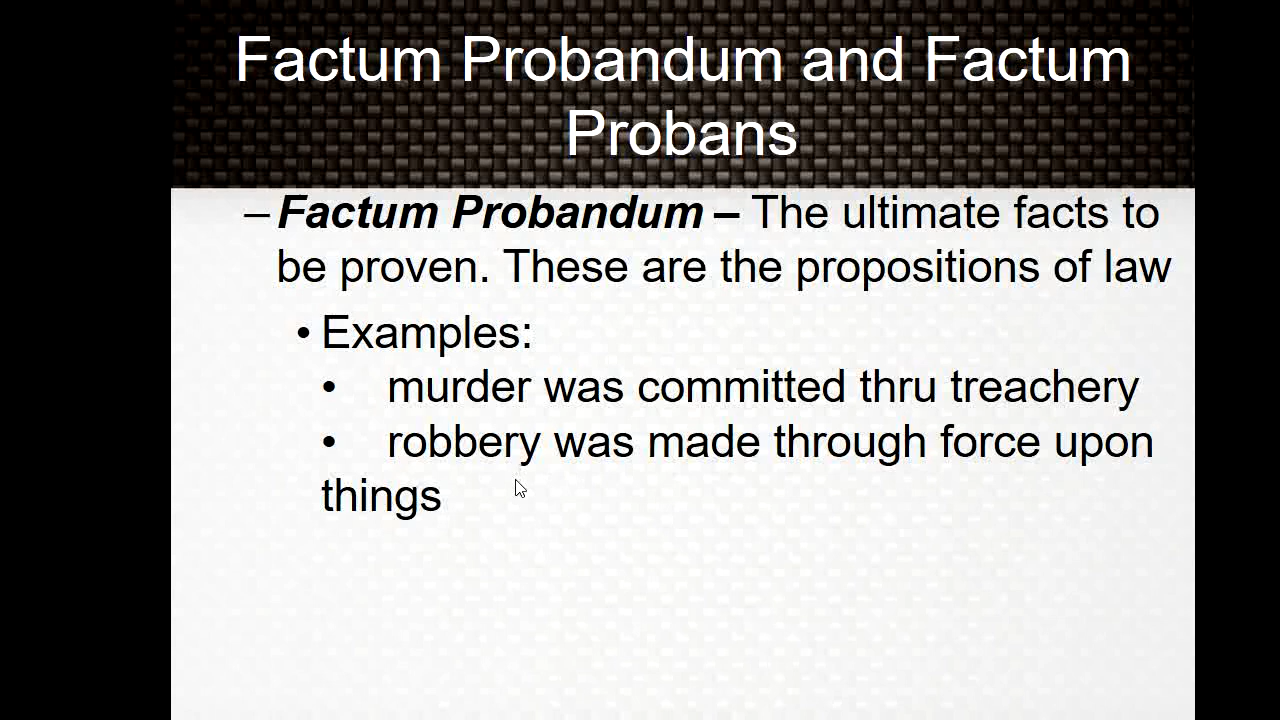 Factum Probandum and Factum
Probans
– Factum Probandum – The ultimate facts to
be proven. These are the propositions of law
• Examples:
• murder was committed thru treachery
• robbery was made through force upon
things